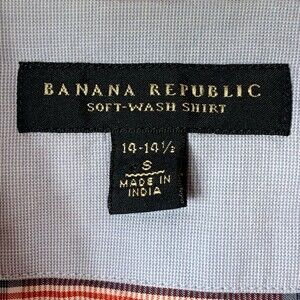 BANANA REPUBLIC
SOFT-WASH SHIRT
14-14½
S
MADE IN
INDIA